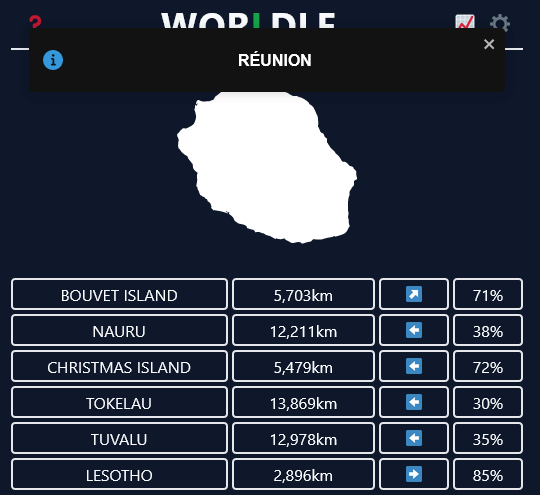 WORLDLE
RÉUNION
BOUVET ISLAND 5,703km 71%
NAURU 12,211km 38%
CHRISTMAS ISLAND 5,479km 72%
TOKELAU 13,869km 30%
TUVALU 12,978km 35%
LESOTHO 2,896km 85%